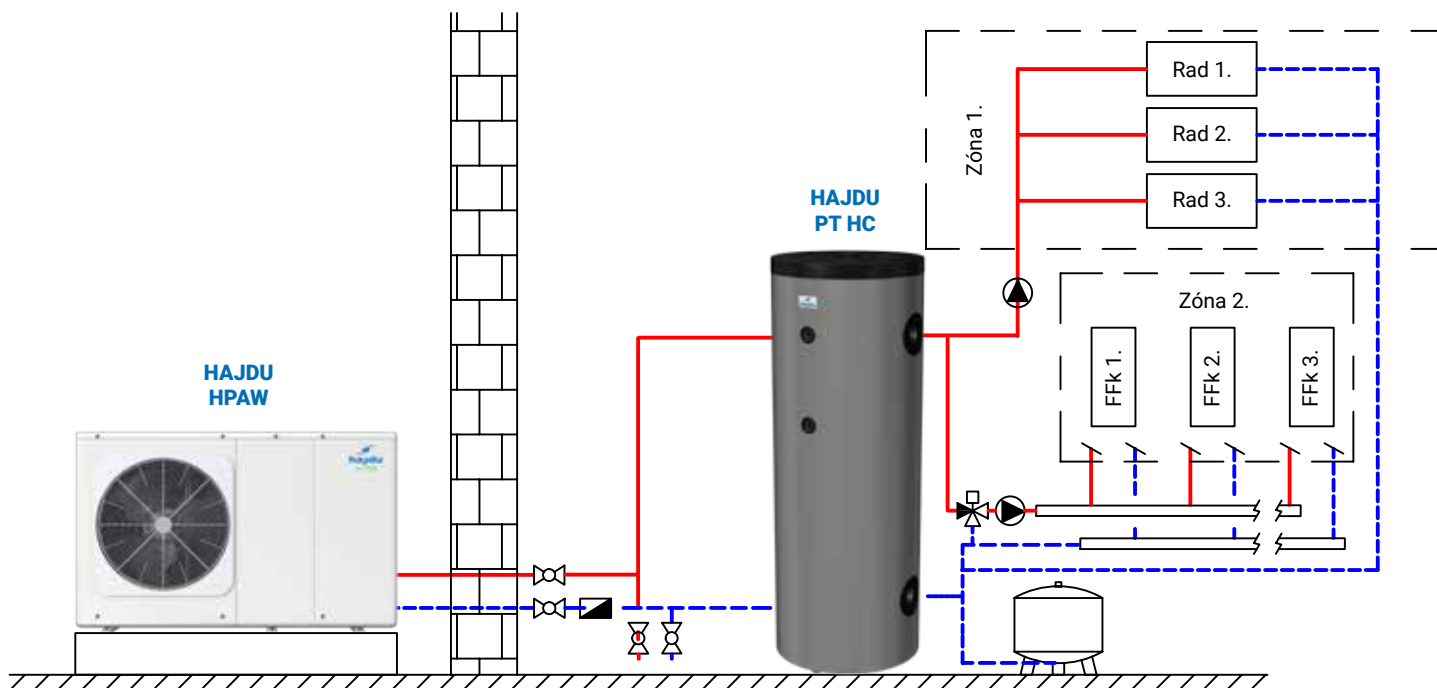 HAJDU
HPAW
hajdu
HAJDU
PT HC
Zóna 1.
Rad 1.
Rad 2.
Rad 3.
Zóna 2.
FFk 1.
FFk 2.
FFk 3.